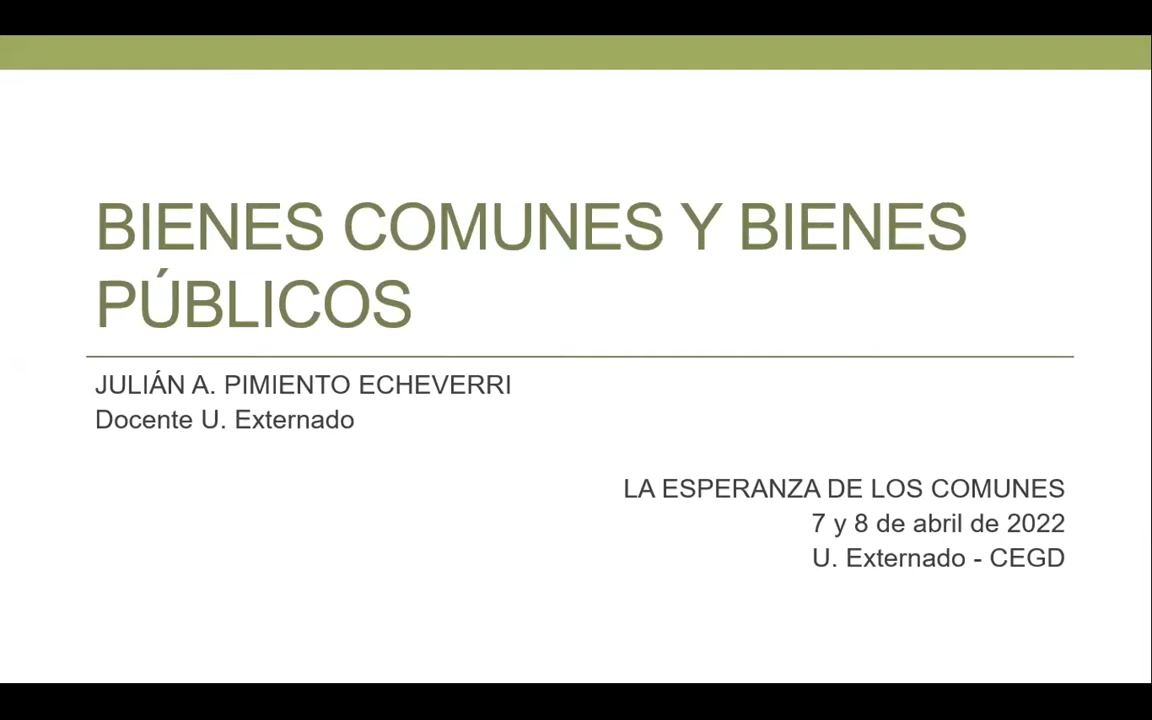 BIENES COMUNES Y BIENES
PÚBLICOS
JULIÁN A. PIMIENTO ECHEVERRI
Docente U. Externado
LA ESPERANZA DE LOS COMUNES
7 y 8 de abril de 2022
U. Externado - CEGD